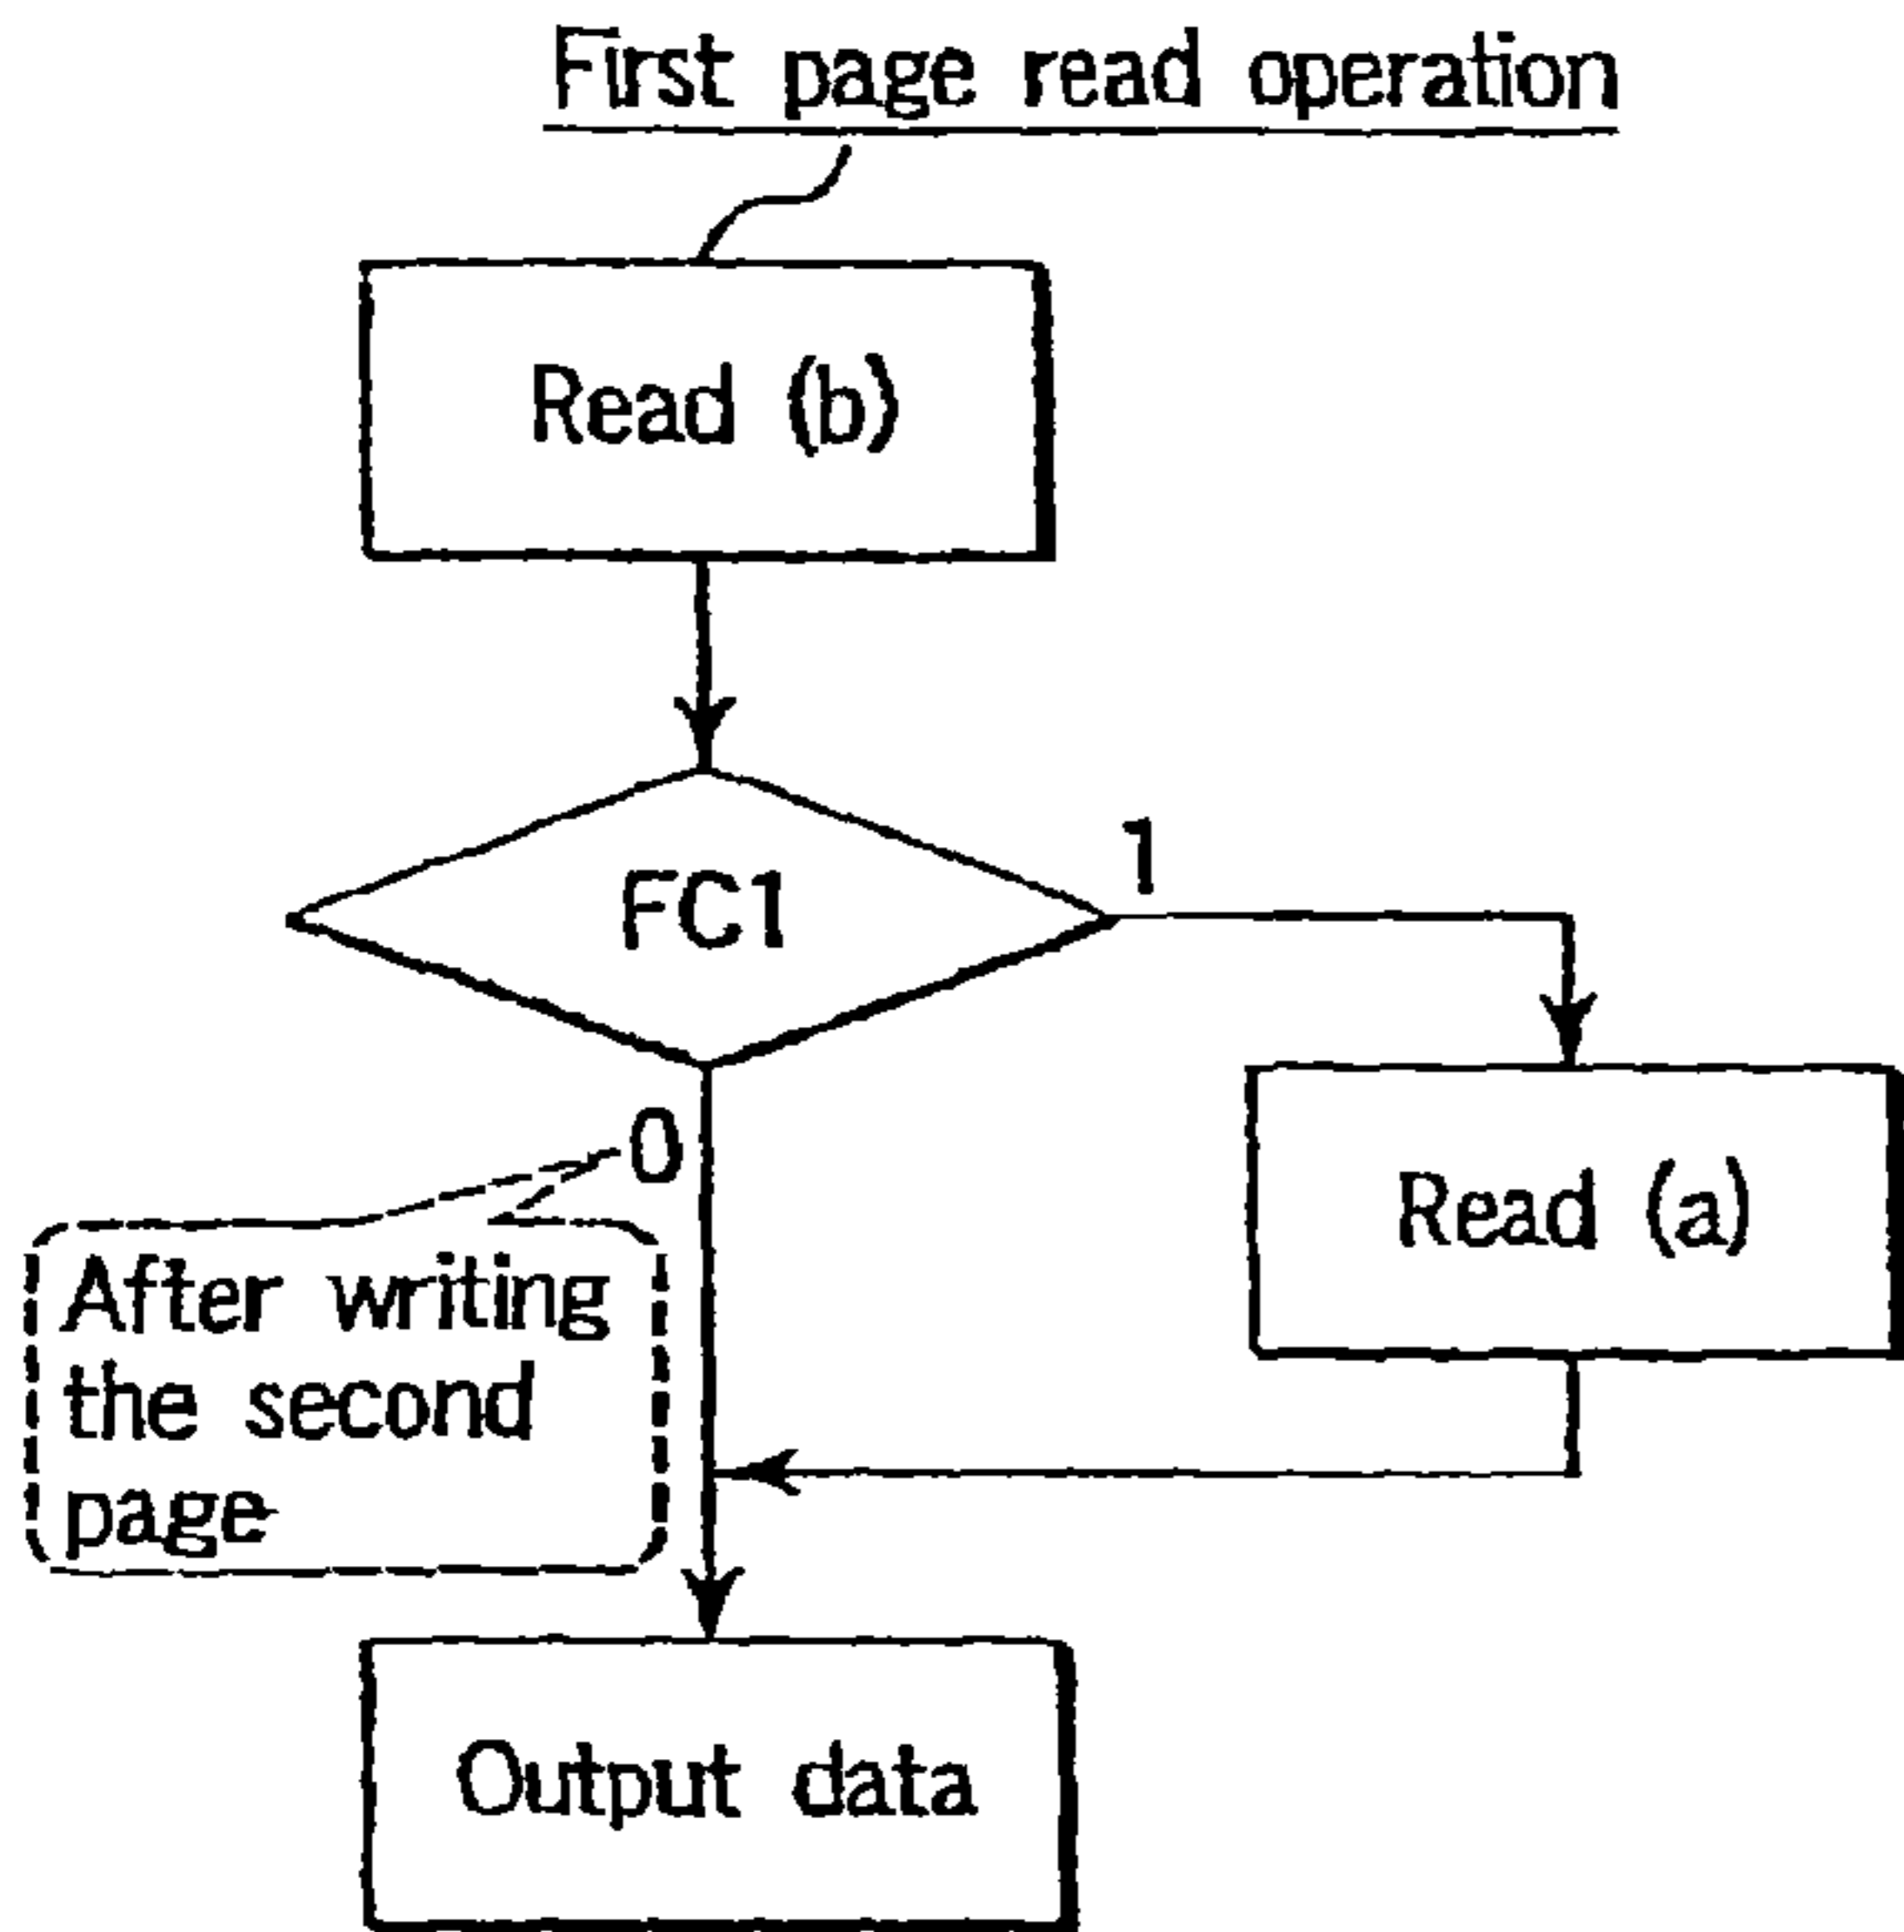 First page read operation
Read (b)
FC1
1
0
Read (a)
After writing
the second
page
Output data